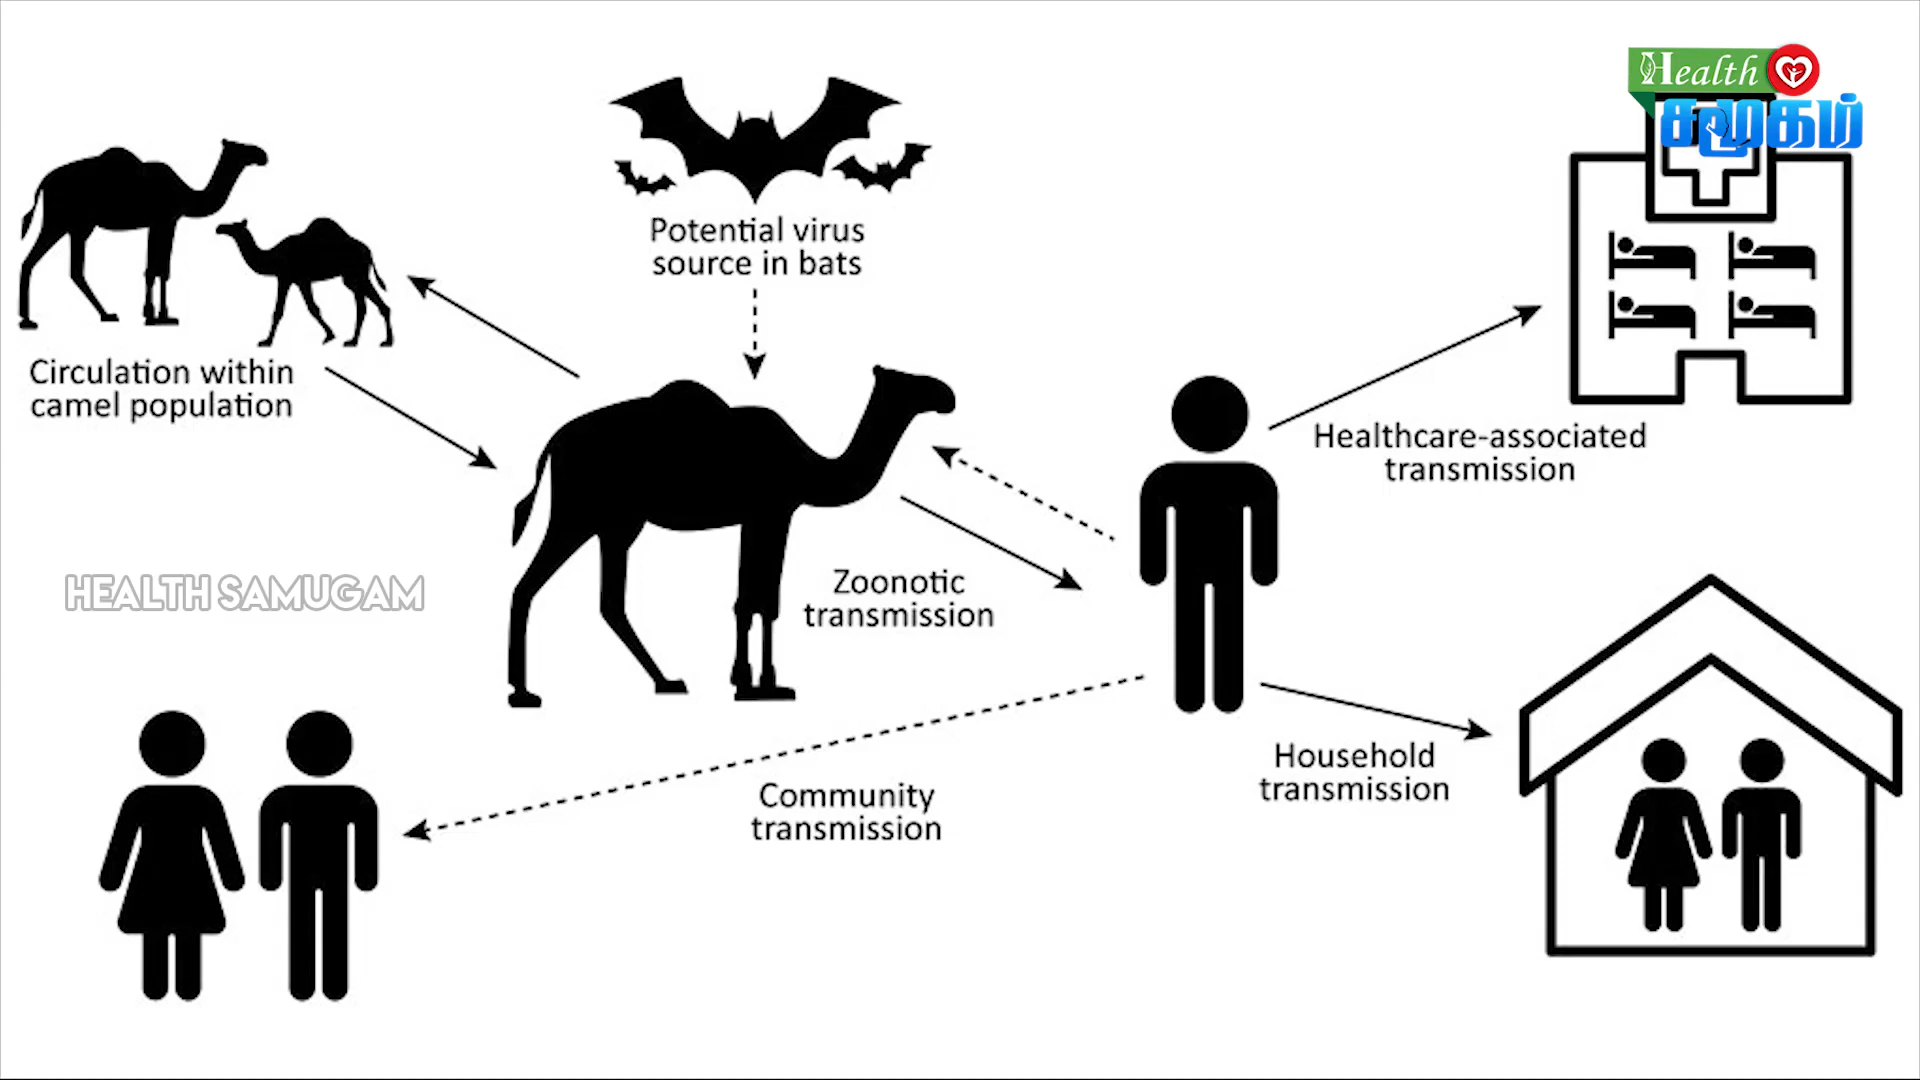 Health
சமூகம்
Potential virus
source in bats
Circulation within
camel population
Healthcare-associated
transmission
Zoonotic
transmission
HEALTH SAMUGAM
Household
transmission
Community
transmission